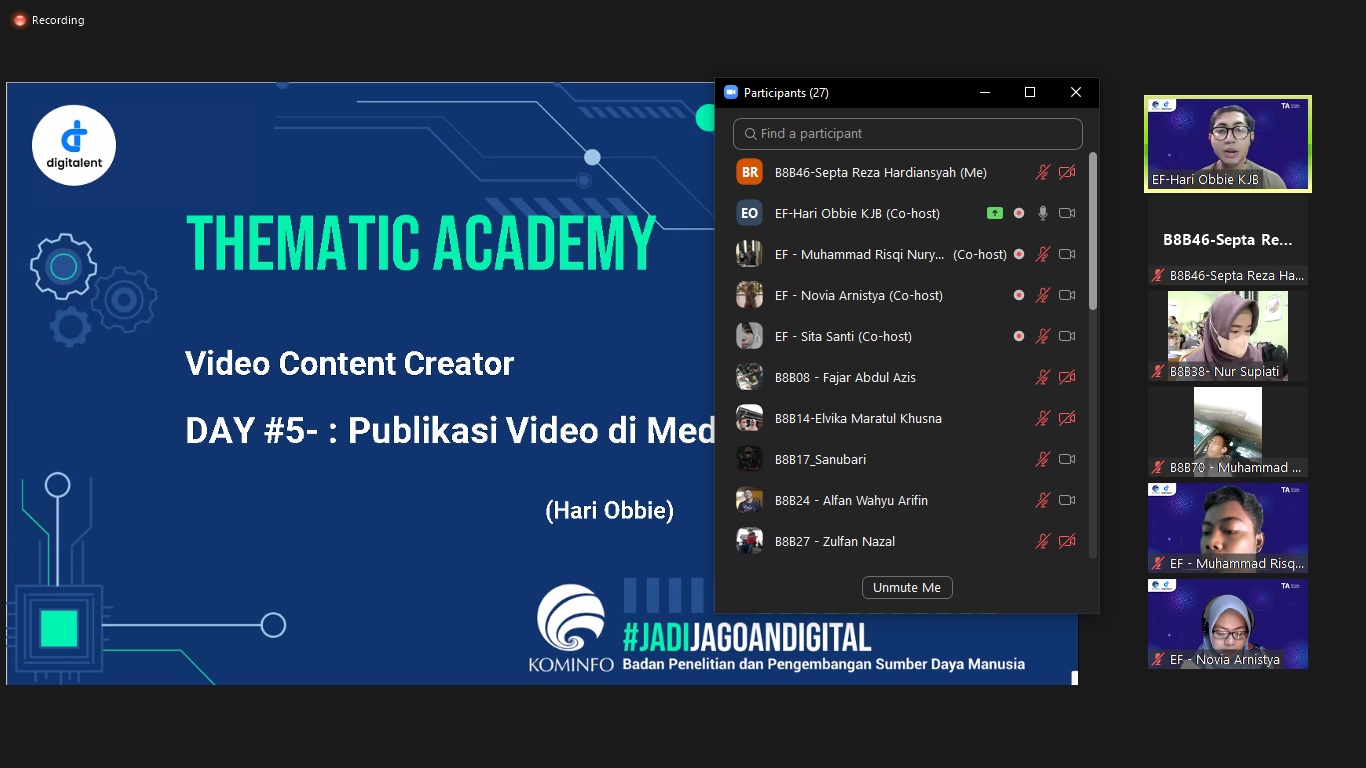 Recording
digitalent
THEMATIC ACADEMY
Video Content Creator
DAY #5- : Publikasi Video di Med
(Hari Obbie)
KOMINFO
#JADIJAGOANDIGITAL
Badan Penelitian dan Pengembangan Sumber Daya Manusia
Participants (27)
Find a participant
BR B8B46-Septa Reza Hardiansyah (Me)
EO EF-Hari Obbie KJB (Co-host)
EF - Muhammad Risqi Nury... (Co-host)
EF - Novia Arnistya (Co-host)
EF - Sita Santi (Co-host)
B8B08 - Fajar Abdul Azis
B8B14-Elvika Maratul Khusna
B8B17_Sanubari
B8B24 - Alfan Wahyu Arifin
B8B27 - Zulfan Nazal
Unmute Me
TA
EF-Hari Obbie KJB
B8B46-Septa Re...
B8B46-Septa Reza Ha...
B8B38- Nur Supiati
B8B70 - Muhammad ...
TA
EF - Muhammad Risq...
TA
EF - Novia Arnistya